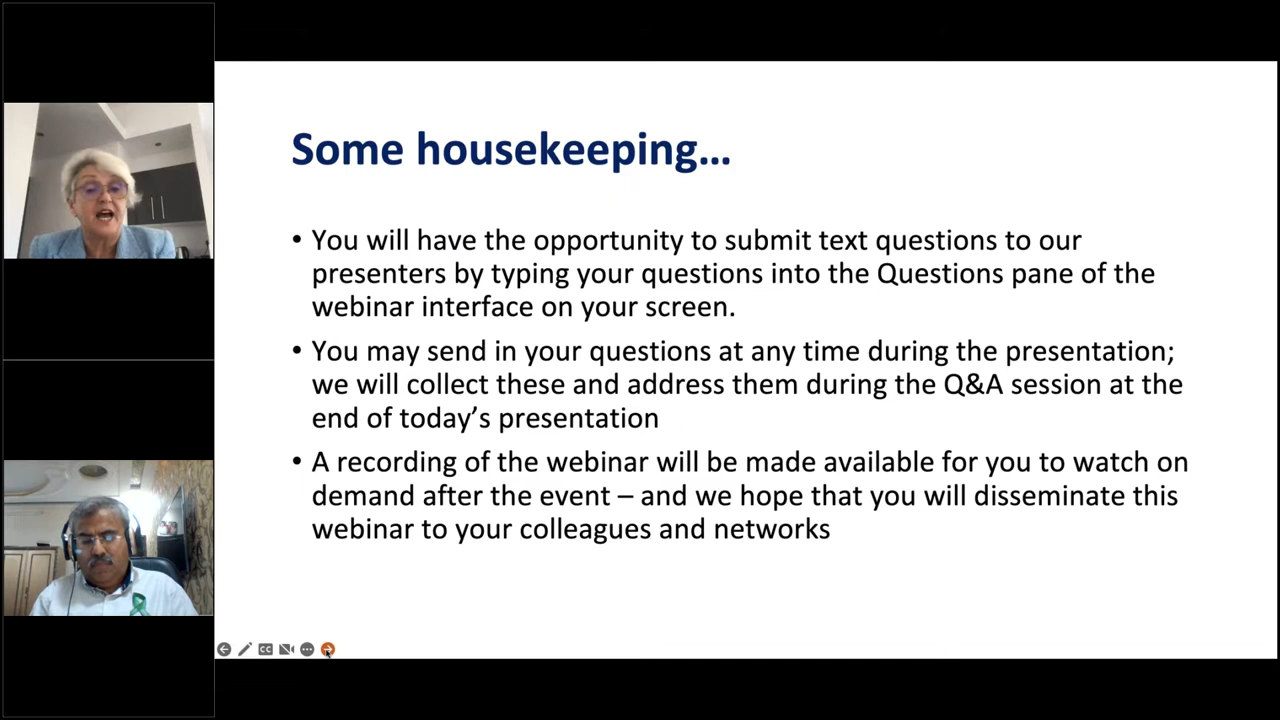 Some housekeeping...
• You will have the opportunity to submit text questions to our
presenters by typing your questions into the Questions pane of the
webinar interface on your screen.
• You may send in your questions at any time during the presentation;
we will collect these and address them during the Q&A session at the
end of today’s presentation
• A recording of the webinar will be made available for you to watch on
demand after the event – and we hope that you will disseminate this
webinar to your colleagues and networks
CC